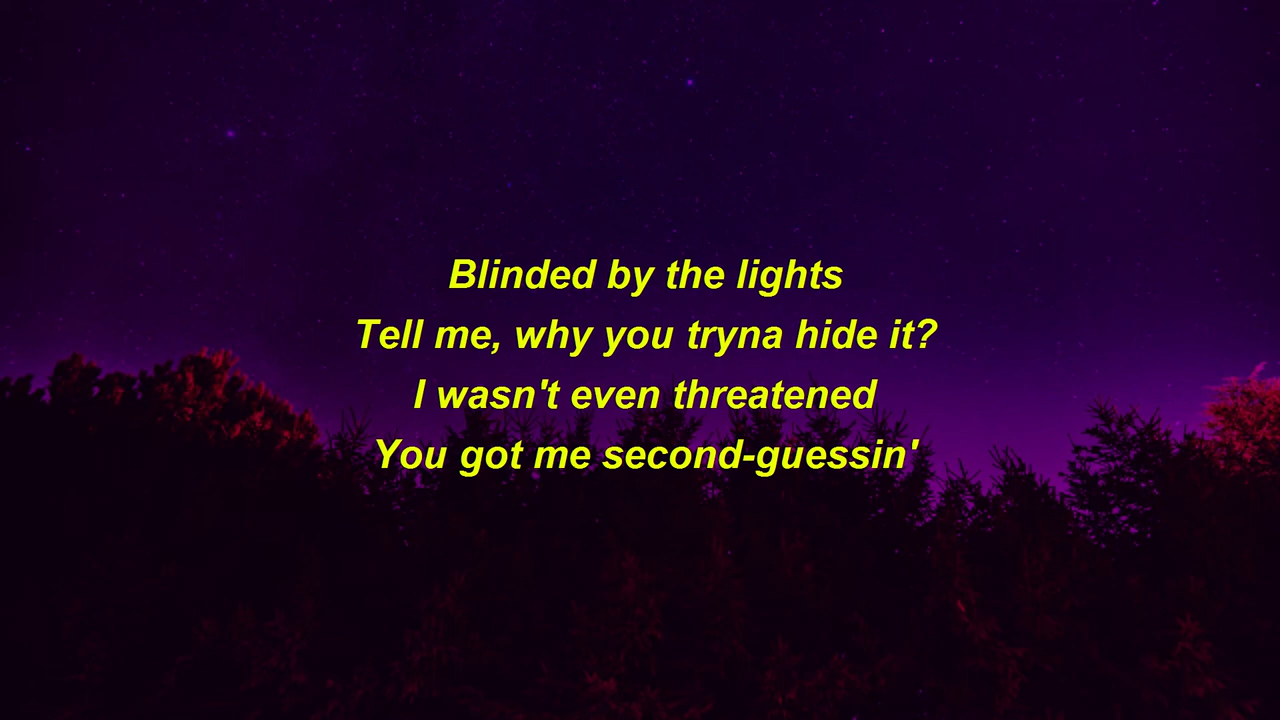 Blinded by the lights
Tell me, why you tryna hide it?
I wasn't even threatened
You got me second-guessin'